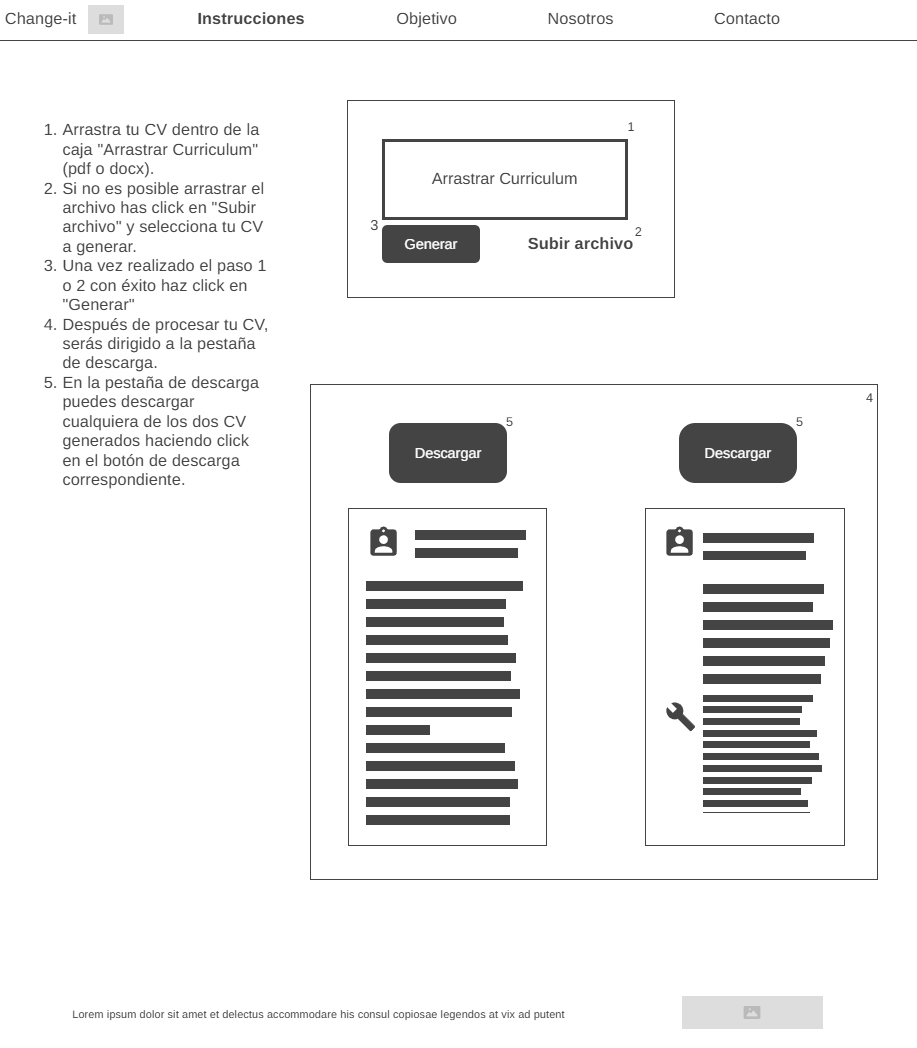 Change-it
Instrucciones
Objetivo
Nosotros
Contacto
1. Arrastra tu CV dentro de la
caja "Arrastrar Curriculum"
(pdf o docx).
2. Si no es posible arrastrar el
archivo has click en "Subir
archivo" y selecciona tu CV
a generar.
3. Una vez realizado el paso 1
o 2 con éxito haz click en
"Generar"
4. Después de procesar tu CV,
serás dirigido a la pestaña
de descarga.
5. En la pestaña de descarga
puedes descargar
cualquiera de los dos CV
generados haciendo click
en el botón de descarga
correspondiente.
1
Arrastrar Curriculum
3
Generar
Subir archivo
2
4
5
Descargar
5
Descargar
Lorem ipsum dolor sit amet et delectus accommodare his consul copiosae legendos at vix ad putent